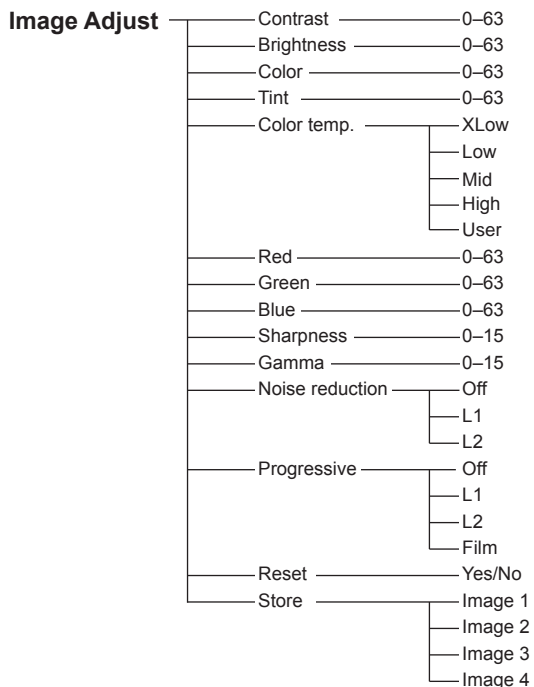 Image Adjust Contrast 0–63
Brightness 0–63
Color 0–63
Tint 0–63
Color temp. XLow
Low
Mid
High
User
Red 0–63
Green 0–63
Blue 0–63
Sharpness 0–15
Gamma 0–15
Noise reduction Off
L1
L2
Progressive Off
L1
L2
Film
Reset Yes/No
Store Image 1
Image 2
Image 3
Image 4